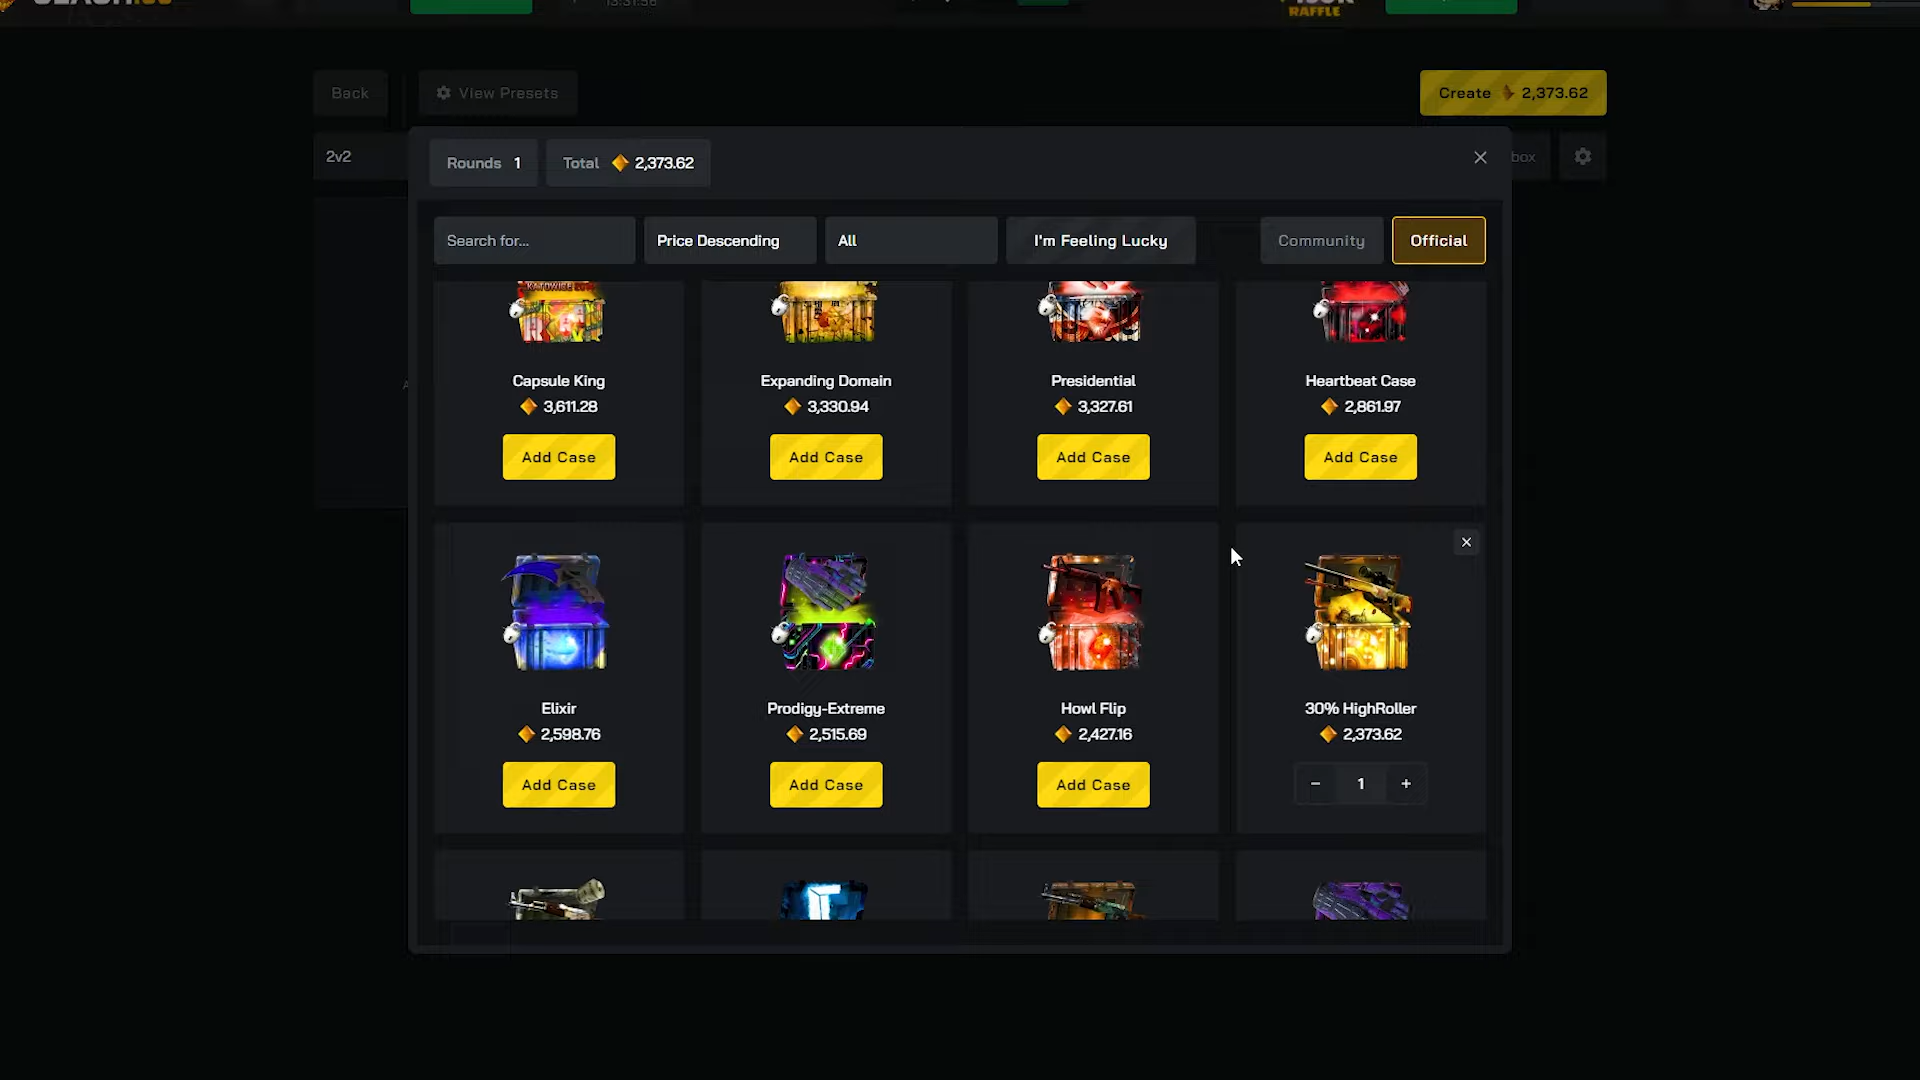 RAFFLE
Back
View Presets
Create 2,373.62
2v2
Rounds 1
Total 2,373.62
box
Search for...
Price Descending
All
I'm Feeling Lucky
Community
Official
Capsule King
3,611.28
Add Case
Expanding Domain
3,330.94
Add Case
Presidential
3,327.61
Add Case
Heartbeat Case
2,861.97
Add Case
Elixir
2,598.76
Add Case
Prodigy-Extreme
2,515.69
Add Case
Howl Flip
2,427.16
Add Case
30% HighRoller
2,373.62
− 1 +